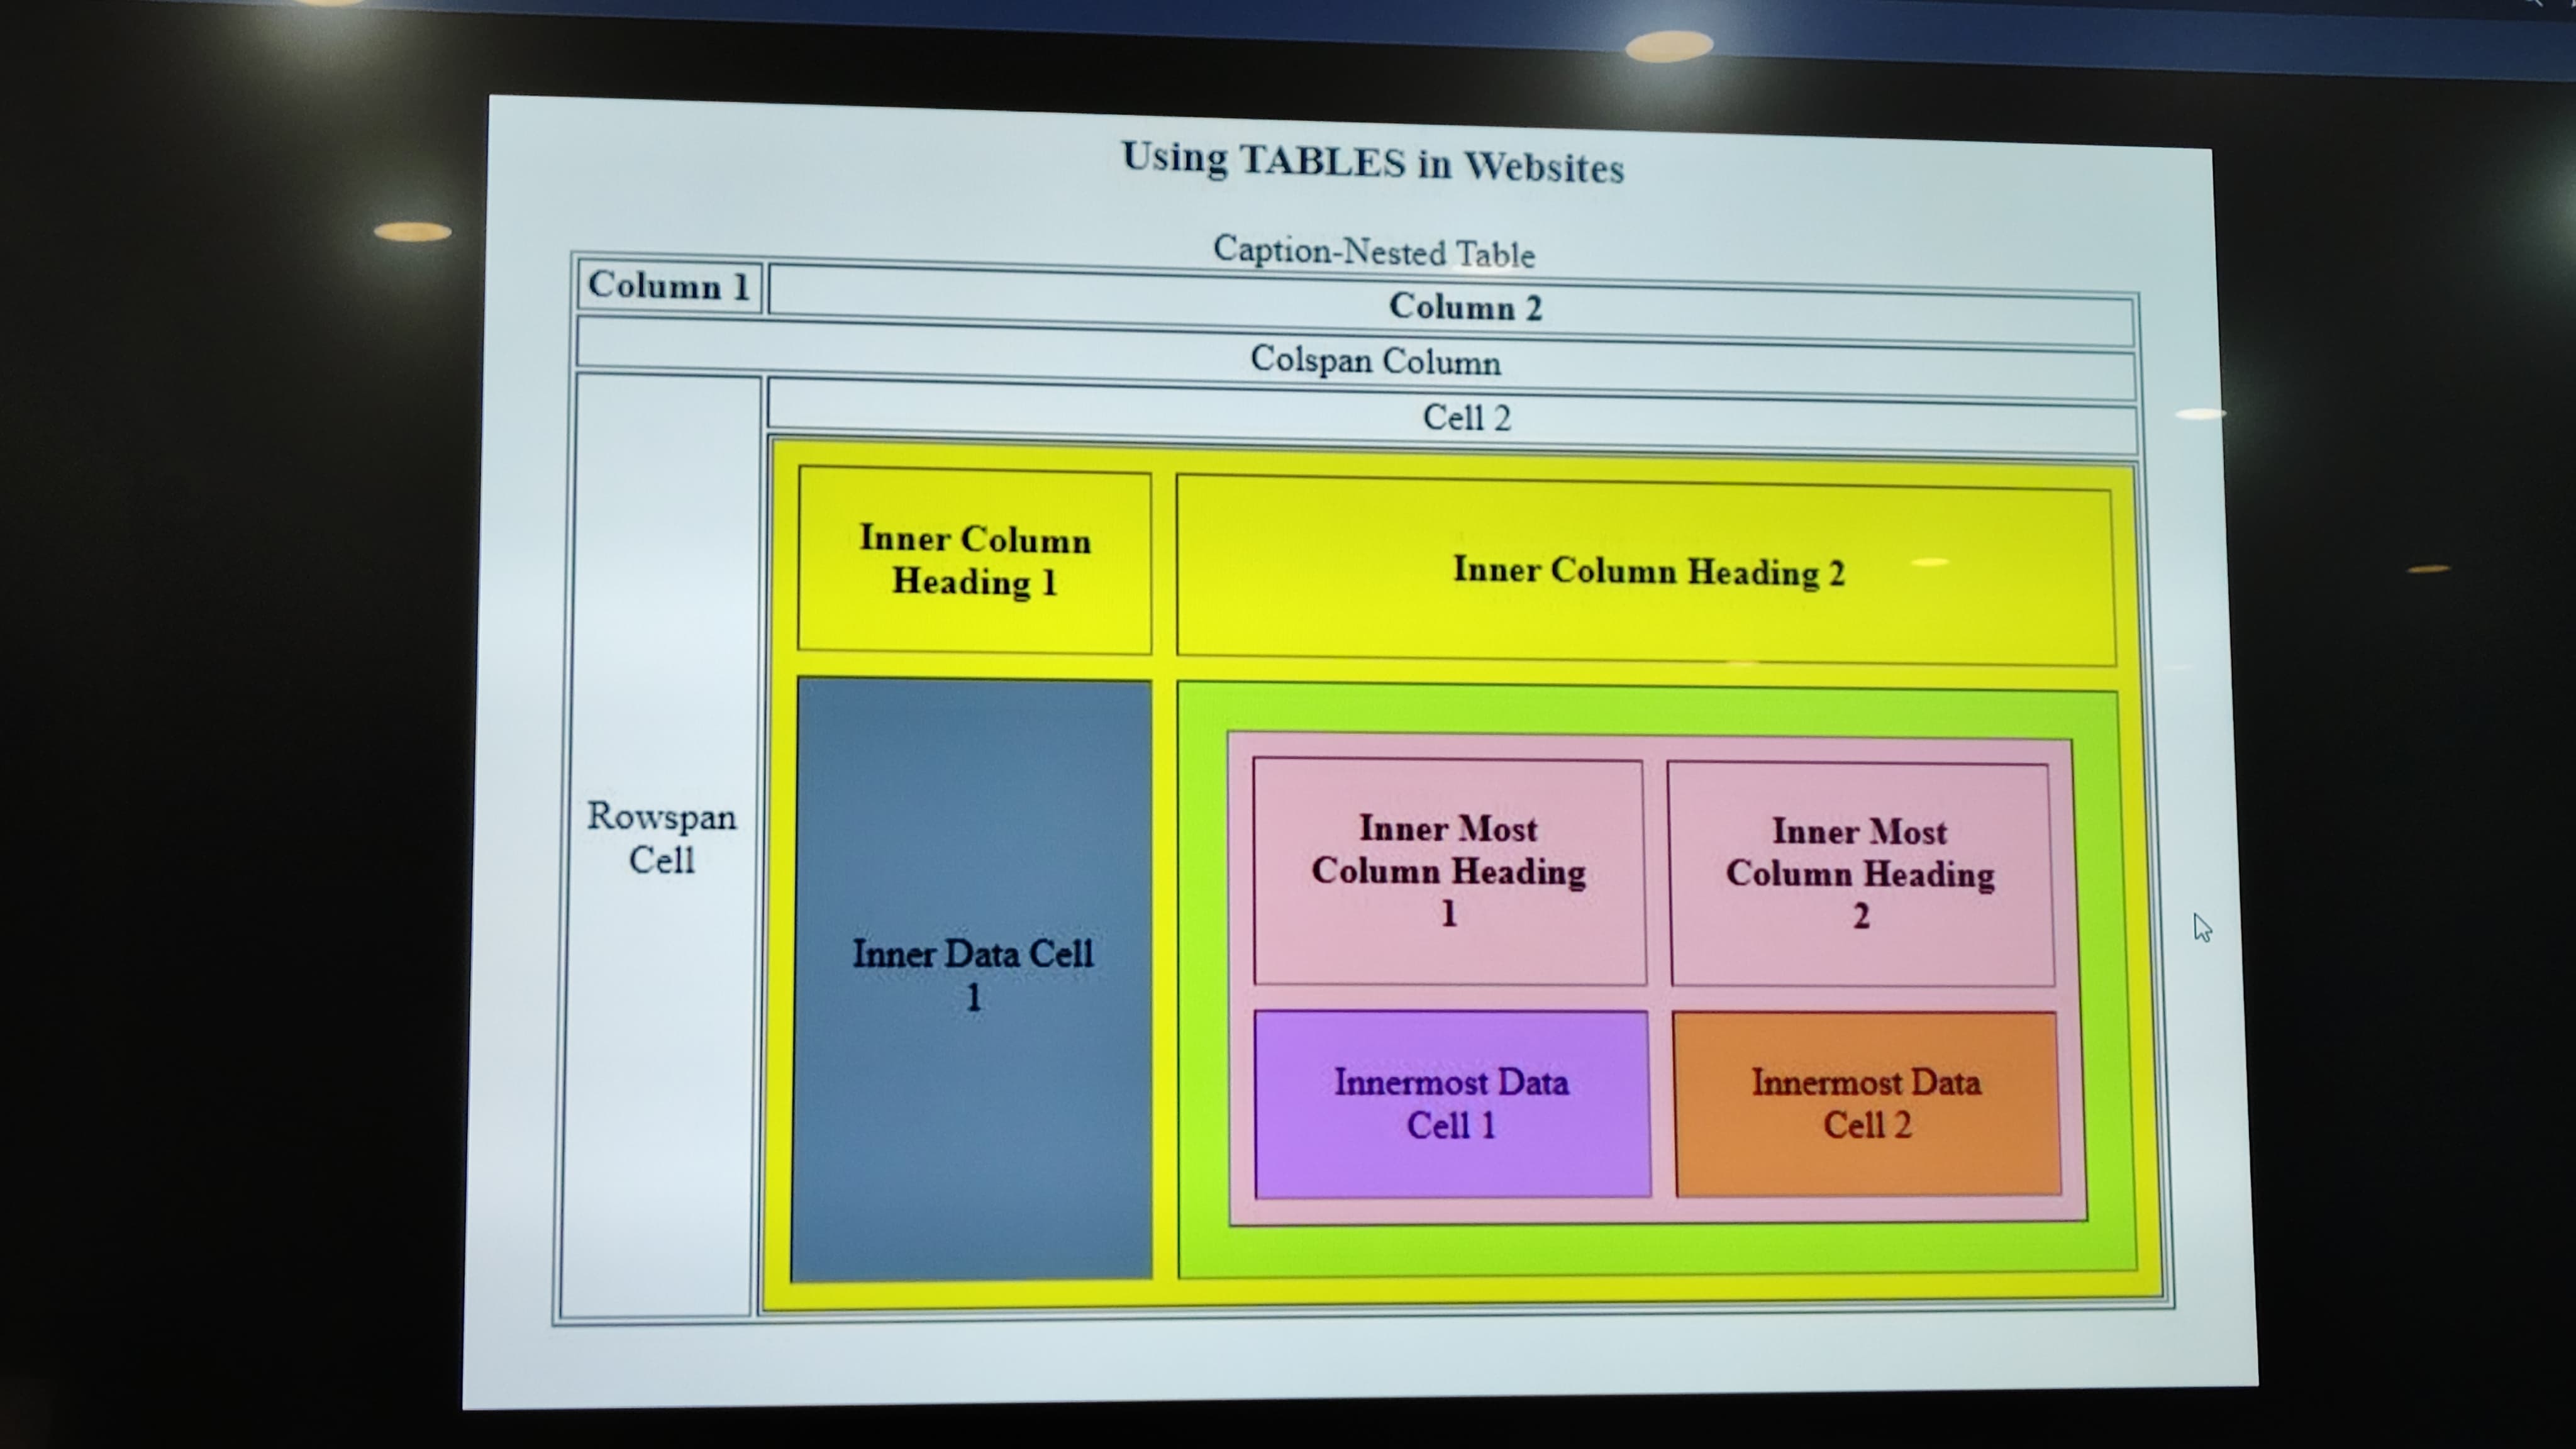 Using TABLES in Websites
Caption-Nested Table
Column 1
Column 2
Colspan Column
Rowspan
Cell
Cell 2
Inner Column
Heading 1
Inner Column Heading 2
Inner Data Cell
1
Inner Most
Column Heading
1
Inner Most
Column Heading
2
Innermost Data
Cell 1
Innermost Data
Cell 2